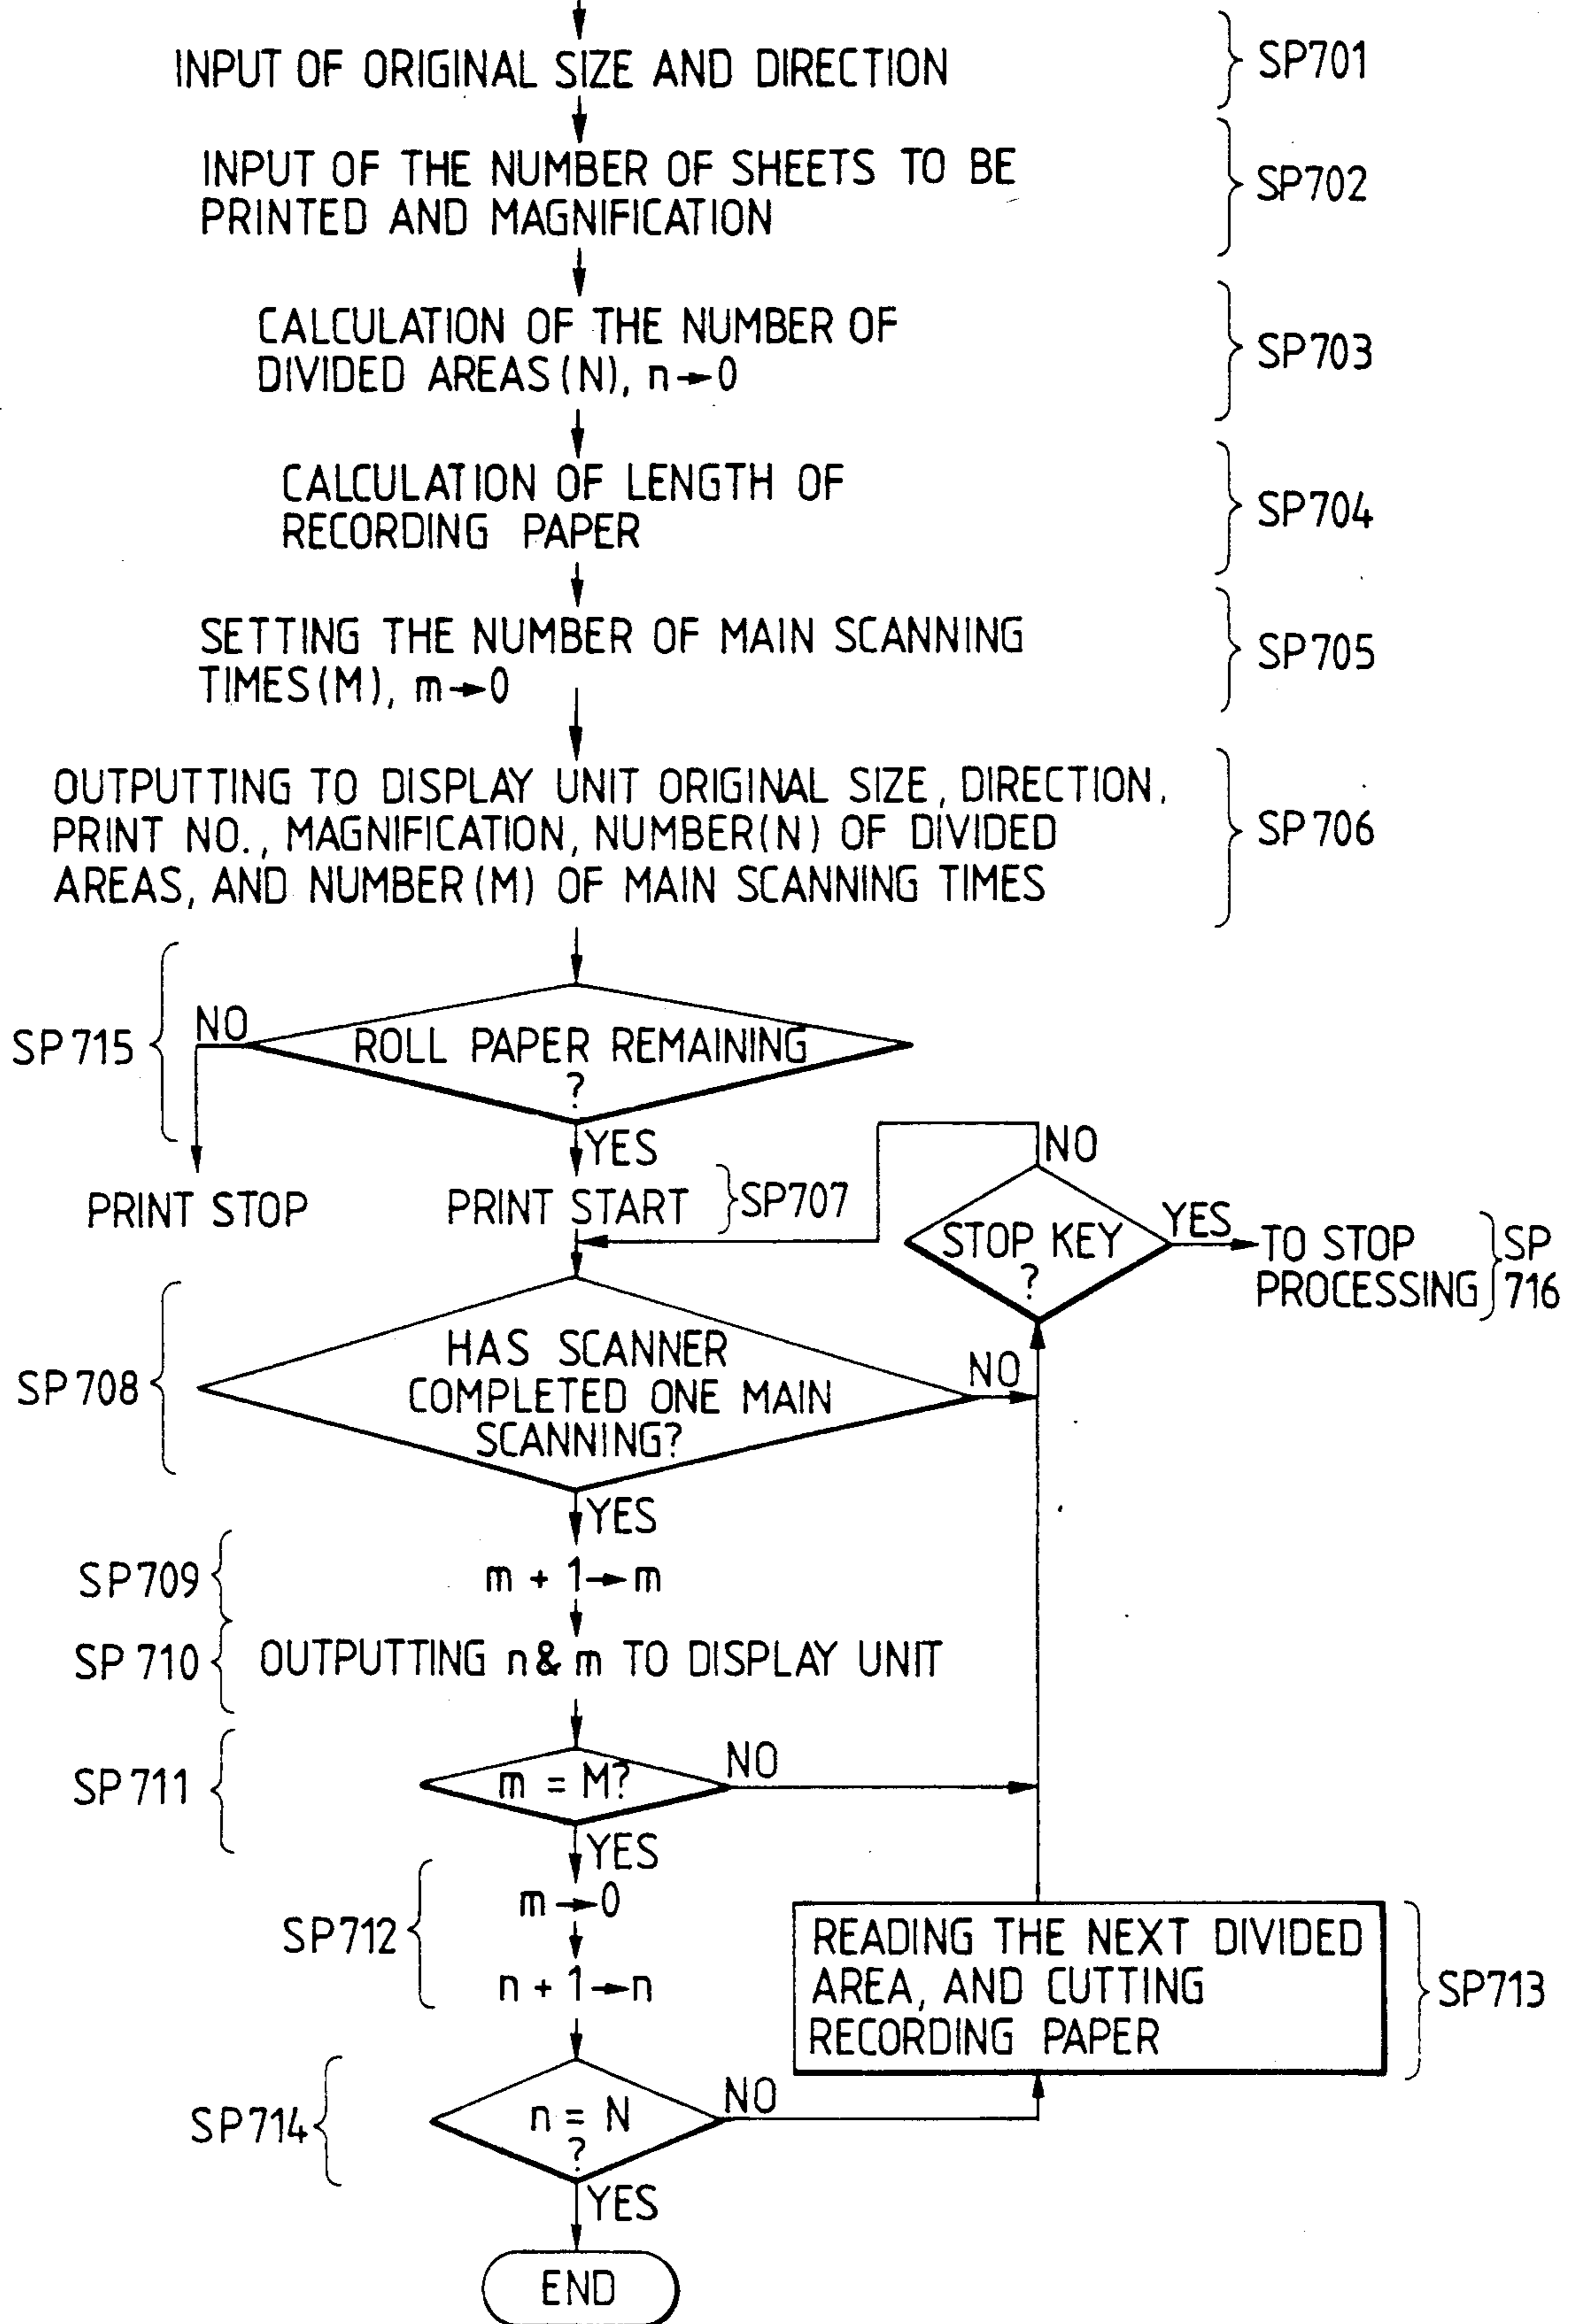 INPUT OF ORIGINAL SIZE AND DIRECTION
SP701
INPUT OF THE NUMBER OF SHEETS TO BE
PRINTED AND MAGNIFICATION
SP702
CALCULATION OF THE NUMBER OF
DIVIDED AREAS(N), n→0
SP703
CALCULATION OF LENGTH OF
RECORDING PAPER
SP704
SETTING THE NUMBER OF MAIN SCANNING
TIMES(M), m→0
SP705
OUTPUTTING TO DISPLAY UNIT ORIGINAL SIZE, DIRECTION,
PRINT NO., MAGNIFICATION, NUMBER(N) OF DIVIDED
AREAS, AND NUMBER(M) OF MAIN SCANNING TIMES
SP706
SP715
NO
ROLL PAPER REMAINING
?
YES
PRINT STOP
PRINT START
SP707
NO
STOP KEY
?
YES
TO STOP
PROCESSING
SP
716
SP708
HAS SCANNER
COMPLETED ONE MAIN
SCANNING?
NO
YES
SP709
m + 1→m
SP710
OUTPUTTING n& m TO DISPLAY UNIT
SP711
m = M?
NO
YES
SP712
m→0
n + 1→n
READING THE NEXT DIVIDED
AREA, AND CUTTING
RECORDING PAPER
SP713
SP714
n = N
?
NO
YES
END